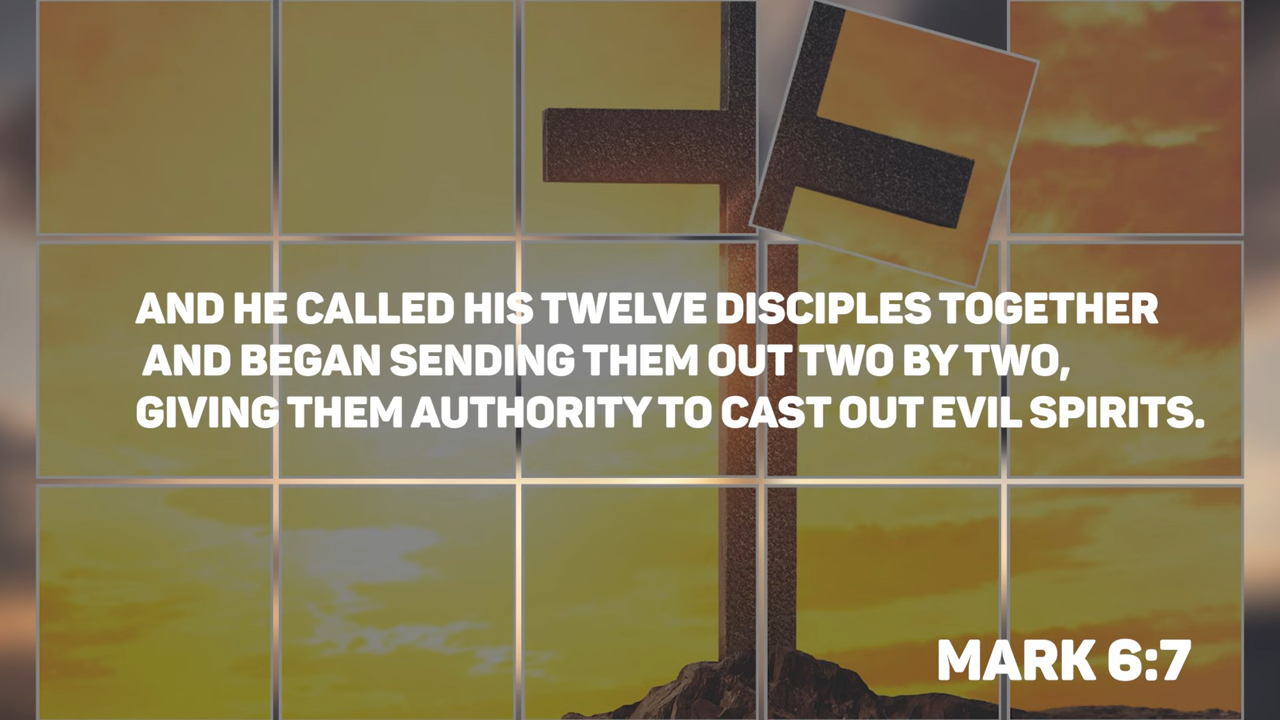 AND HE CALLED HIS TWELVE DISCIPLES TOGETHER
AND BEGAN SENDING THEM OUT TWO BY TWO,
GIVING THEM AUTHORITY TO CAST OUT EVIL SPIRITS.
MARK 6:7